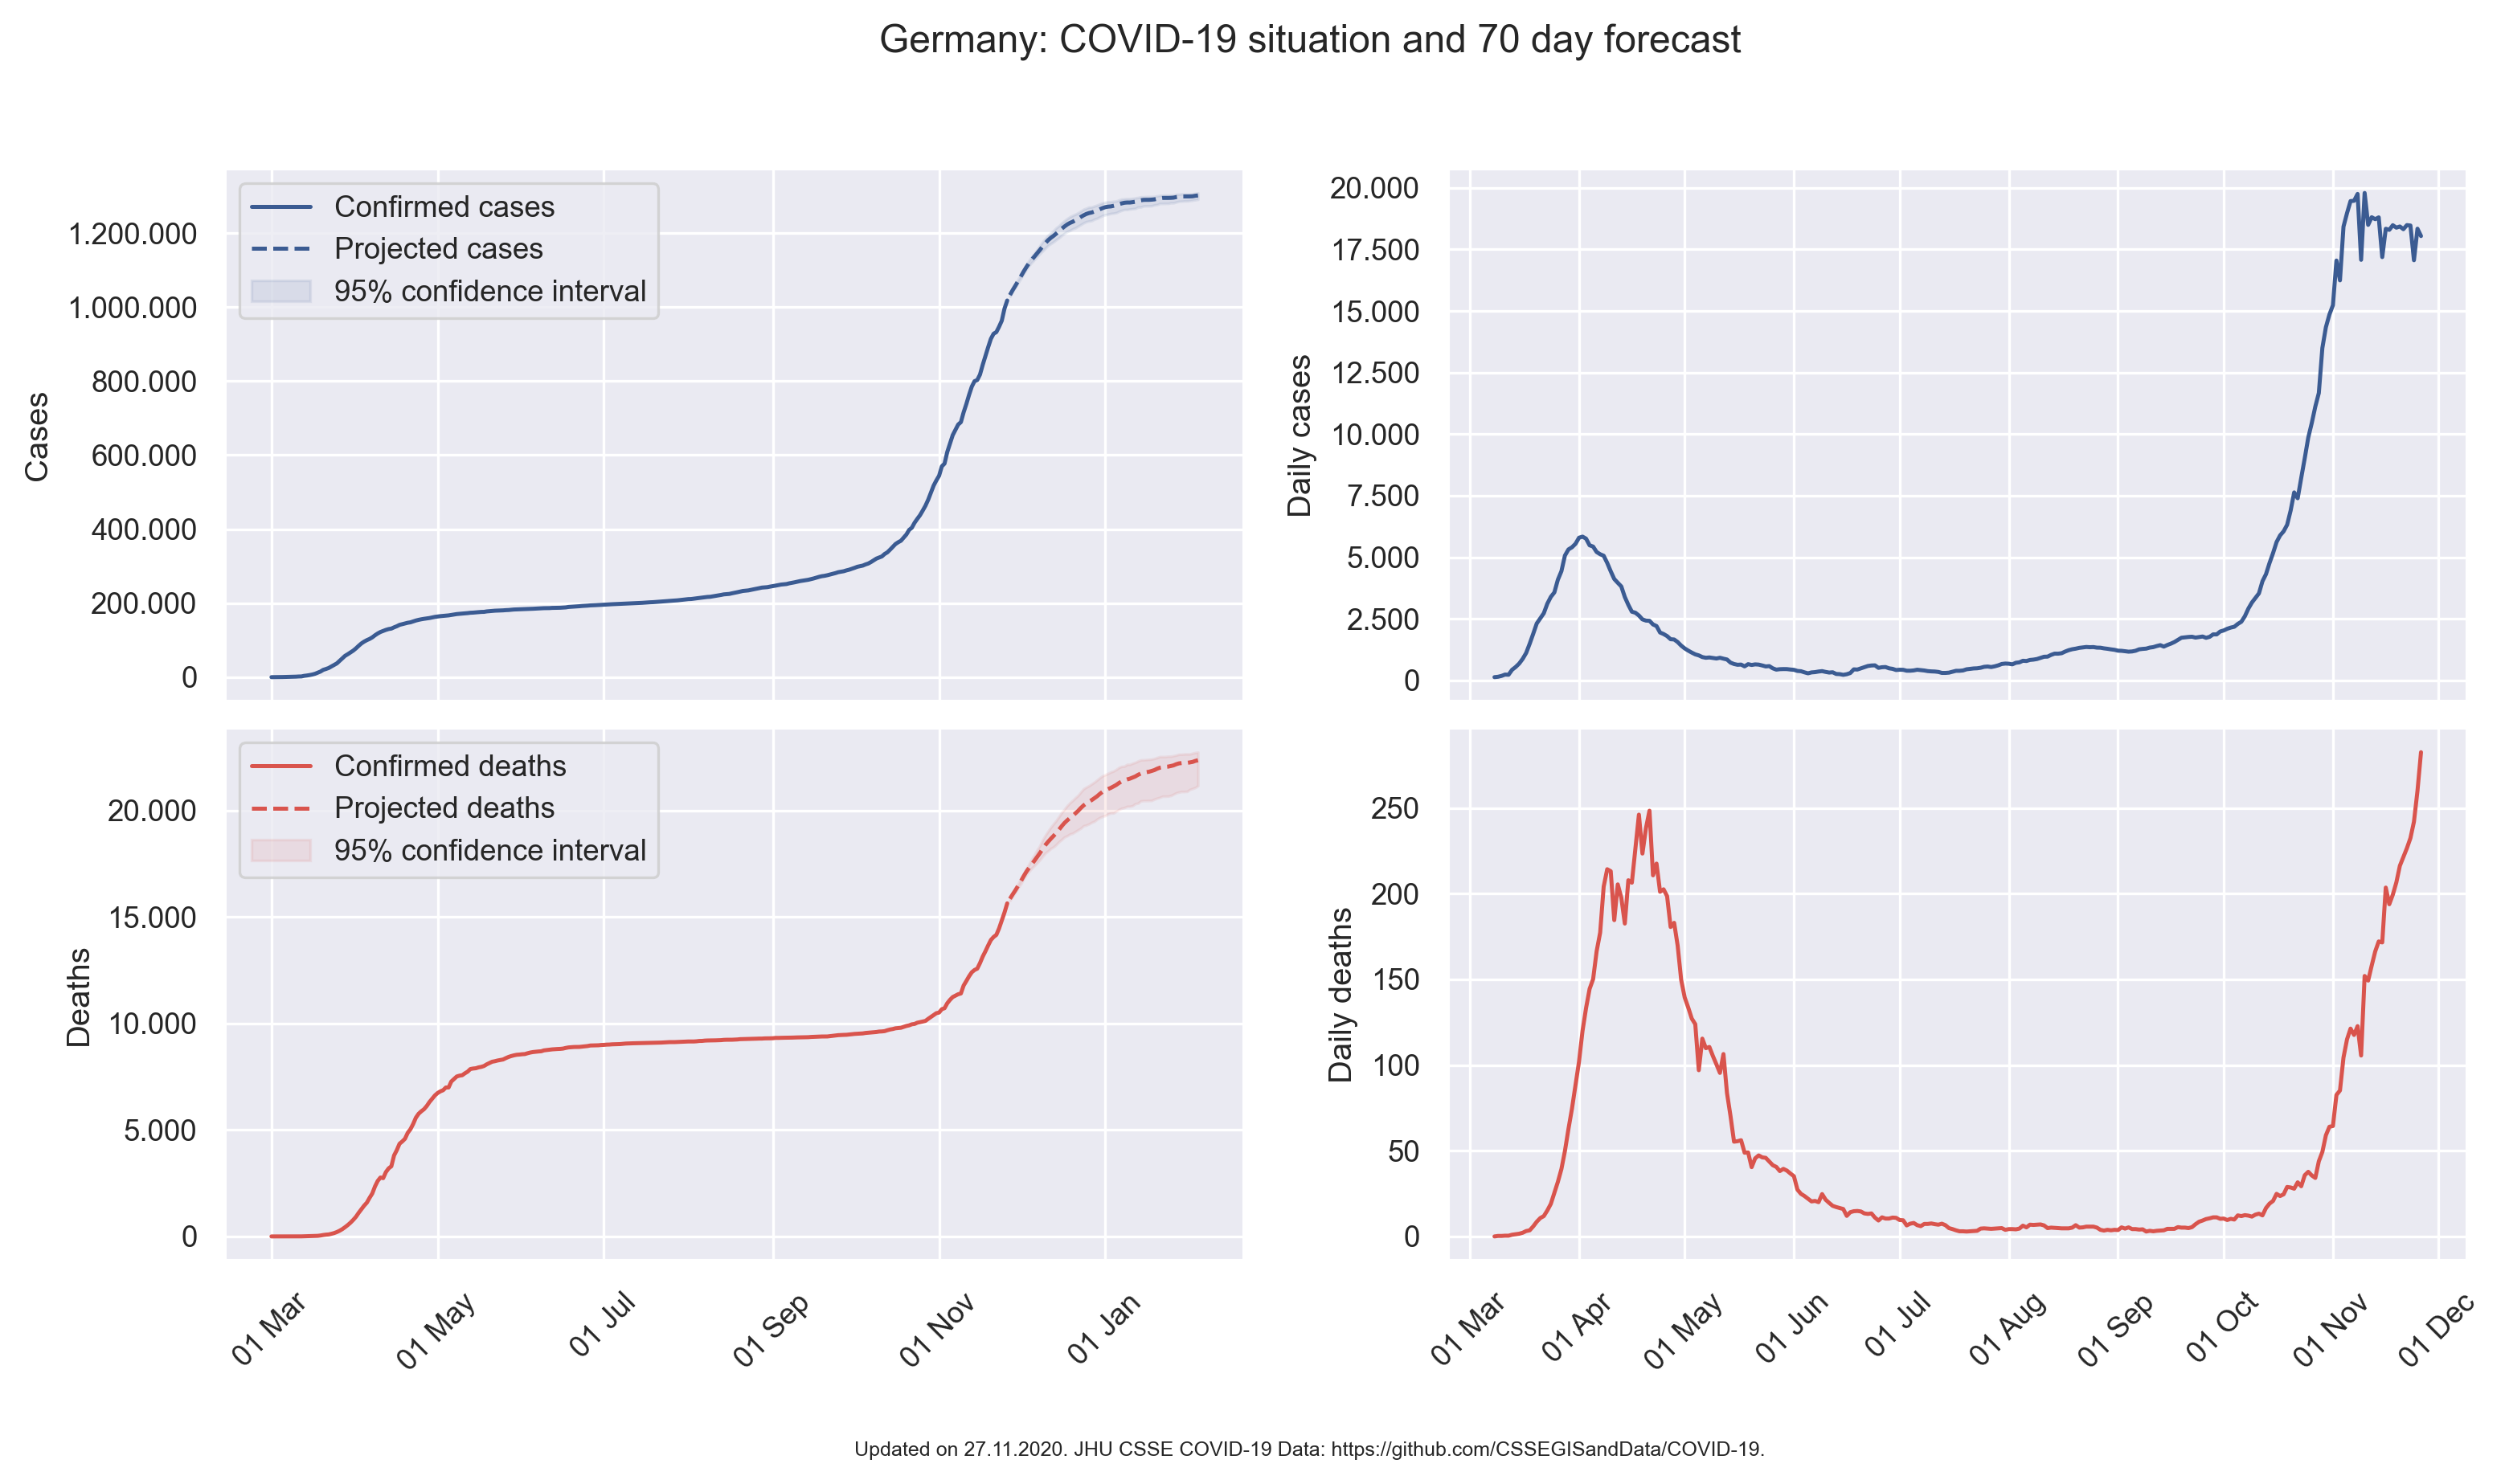 Germany: COVID-19 situation and 70 day forecast
Confirmed cases
Projected cases
95% confidence interval
Cases
1.200.000
1.000.000
800.000
600.000
400.000
200.000
0
Daily cases
20.000
17.500
15.000
12.500
10.000
7.500
5.000
2.500
0
Confirmed deaths
Projected deaths
95% confidence interval
Deaths
20.000
15.000
10.000
5.000
0
01 Mar
01 May
01 Jul
01 Sep
01 Nov
01 Jan
Daily deaths
250
200
150
100
50
0
01 Mar
01 Apr
01 May
01 Jun
01 Jul
01 Aug
01 Sep
01 Oct
01 Nov
01 Dec
Updated on 27.11.2020. JHU CSSE COVID-19 Data: https://github.com/CSSEGISandData/COVID-19.